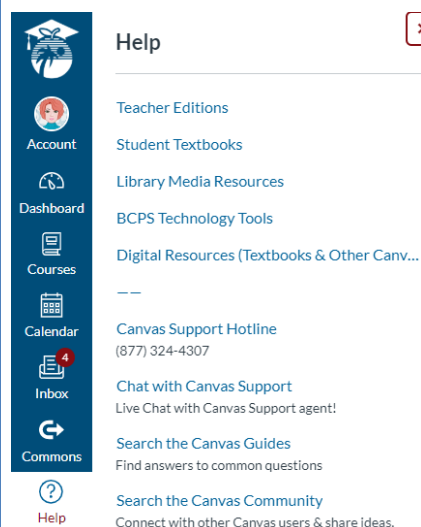 Help
Teacher Editions
Student Textbooks
Library Media Resources
BCPS Technology Tools
Digital Resources (Textbooks & Other Canv...
——
Canvas Support Hotline
(877) 324-4307
Chat with Canvas Support
Live Chat with Canvas Support agent!
Search the Canvas Guides
Find answers to common questions
Search the Canvas Community
Connect with other Canvas users & share ideas.
Account
Dashboard
Courses
Calendar
4
Inbox
Commons
Help